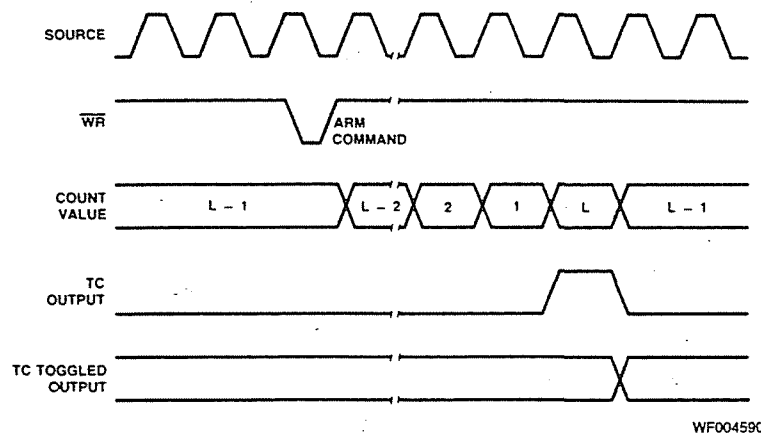 SOURCE
WR
ARM
COMMAND
COUNT
VALUE
L - 1
L - 2
2
1
L
L - 1
TC
OUTPUT
TC TOGGLED
OUTPUT
WF004590